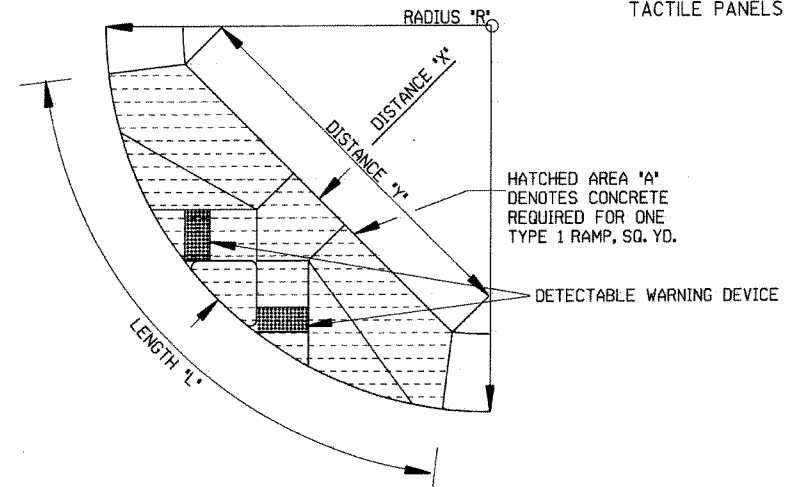 RADIUS "R"
TACTILE PANELS
DISTANCE "X"
DISTANCE "Y"
HATCHED AREA "A"
DENOTES CONCRETE
REQUIRED FOR ONE
TYPE 1 RAMP, SQ. YD.
DETECTABLE WARNING DEVICE
LENGTH "L"